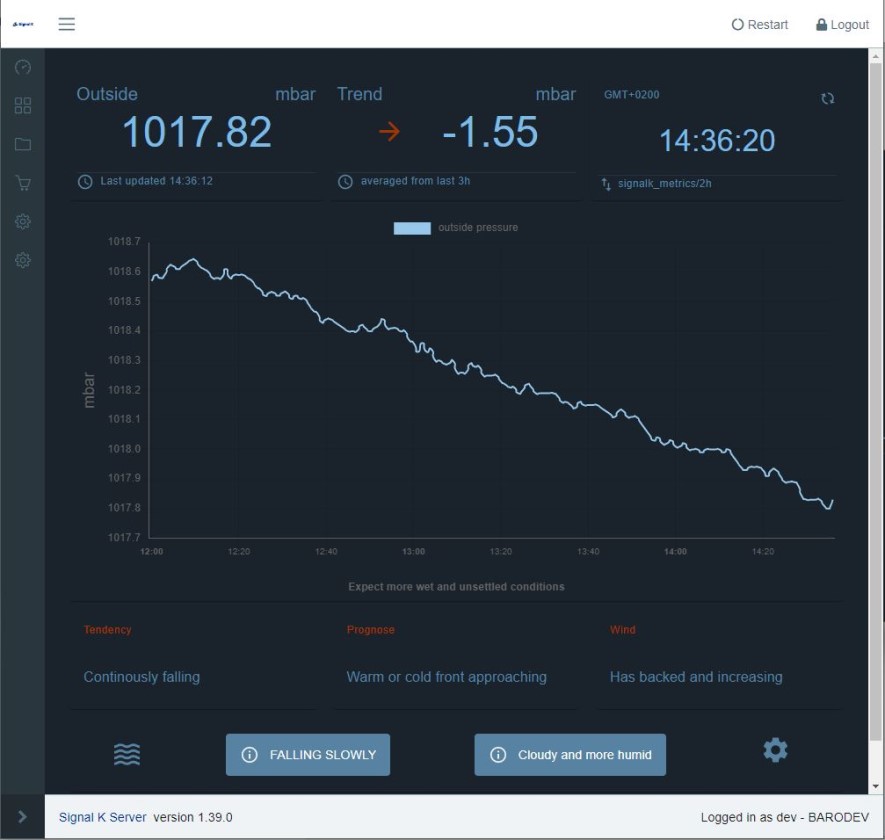 Signal K
Restart
Logout
Outside mbar
1017.82
Last updated 14:36:12
Trend mbar
-1.55
averaged from last 3h
GMT+0200
14:36:20
signalk_metrics/2h
outside pressure
1018.7
1018.6
1018.5
1018.4
1018.3
1018.2
1018.1
1018.0
1017.9
1017.8
1017.7
mbar
12:00 12:20 12:40 13:00 13:20 13:40 14:00 14:20
Expect more wet and unsettled conditions
Tendency
Continously falling
Prognose
Warm or cold front approaching
Wind
Has backed and increasing
FALLING SLOWLY
Cloudy and more humid
Signal K Server version 1.39.0
Logged in as dev - BARODEV